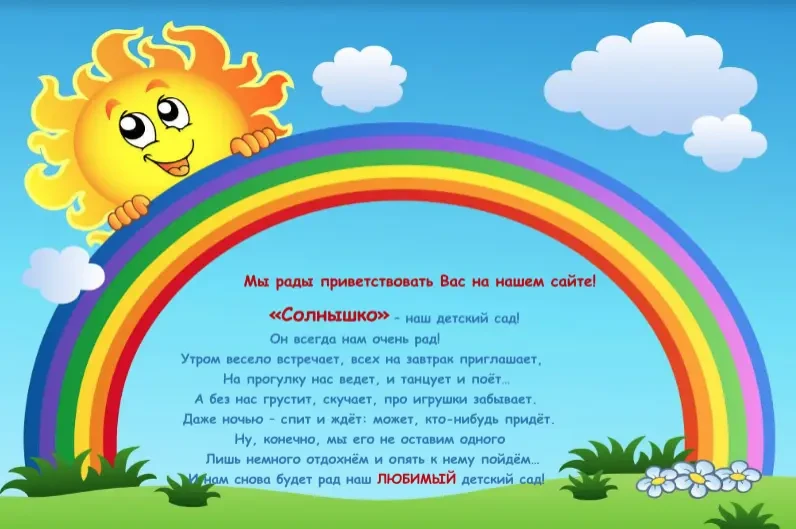 Мы рады приветствовать Вас на нашем сайте!
«Солнышко» – наш детский сад!
Он всегда нам очень рад!
Утром весело встречает, всех на завтрак приглашает,
На прогулку нас ведет, и танцует и поёт…
А без нас грустит, скучает, про игрушки забывает.
Даже ночью – спит и ждёт: может, кто-нибудь придёт.
Ну, конечно, мы его не оставим одного
Лишь немного отдохнём и опять к нему пойдём…
И нам снова будет рад наш ЛЮБИМЫЙ детский сад!